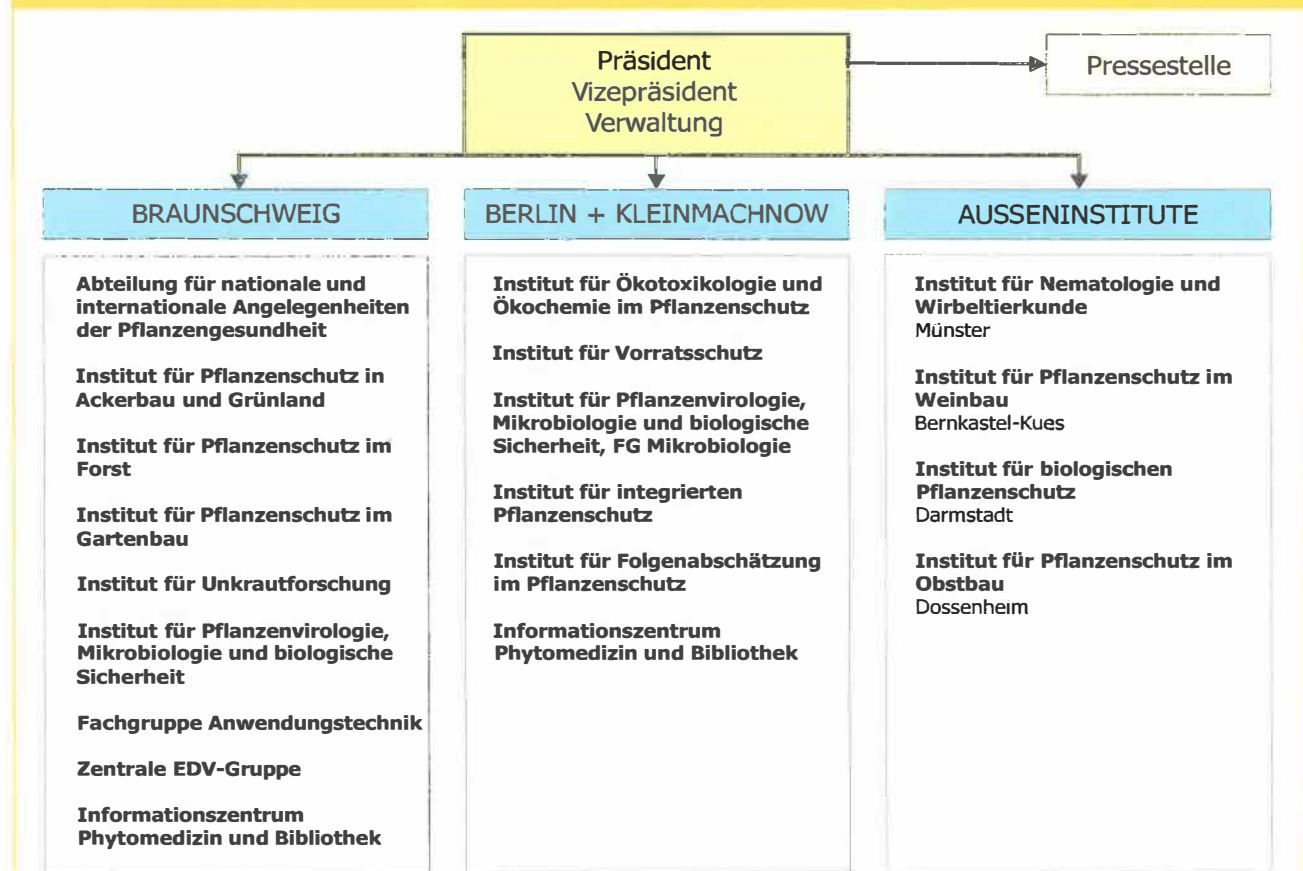 Präsident
Vizepräsident
Verwaltung
Pressestelle
BRAUNSCHWEIG
Abteilung für nationale und
internationale Angelegenheiten
der Pflanzengesundheit
Institut für Pflanzenschutz in
Ackerbau und Grünland
Institut für Pflanzenschutz im
Forst
Institut für Pflanzenschutz im
Gartenbau
Institut für Unkrautforschung
Institut für Pflanzenvirologie,
Mikrobiologie und biologische
Sicherheit
Fachgruppe Anwendungstechnik
Zentrale EDV-Gruppe
Informationszentrum
Phytomedizin und Bibliothek
BERLIN + KLEINMACHNOW
Institut für Ökotoxikologie und
Ökochemie im Pflanzenschutz
Institut für Vorratsschutz
Institut für Pflanzenvirologie,
Mikrobiologie und biologische
Sicherheit, FG Mikrobiologie
Institut für integrierten
Pflanzenschutz
Institut für Folgenabschätzung
im Pflanzenschutz
Informationszentrum
Phytomedizin und Bibliothek
AUSSENINSTITUTE
Institut für Nematologie und
Wirbeltierkunde
Münster
Institut für Pflanzenschutz im
Weinbau
Bernkastel-Kues
Institut für biologischen
Pflanzenschutz
Darmstadt
Institut für Pflanzenschutz im
Obstbau
Dossenheim